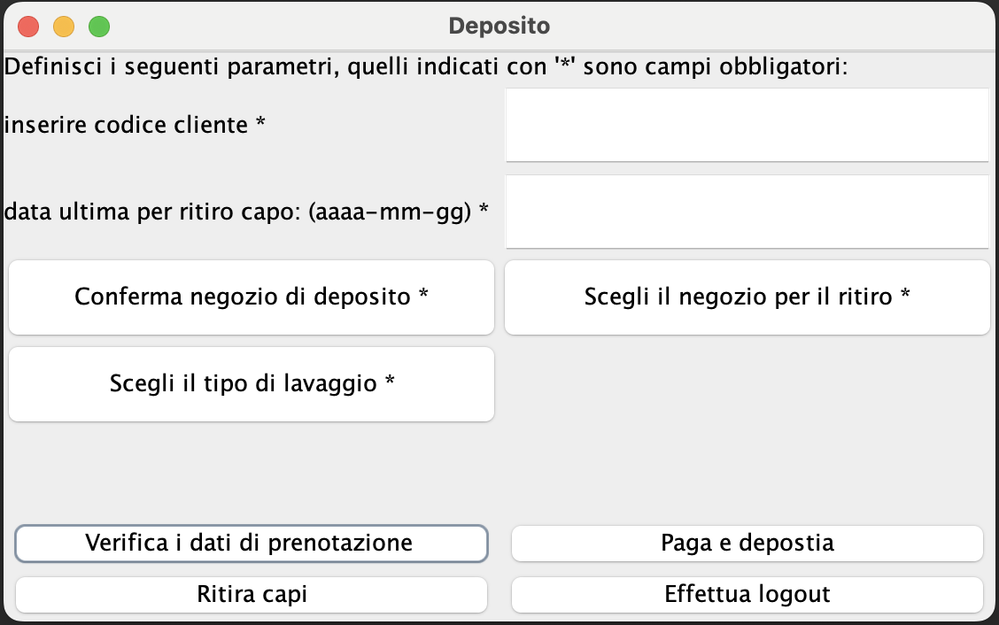 Deposito
Definisci i seguenti parametri, quelli indicati con '*' sono campi obbligatori:
inserire codice cliente *
data ultima per ritiro capo: (aaaa-mm-gg) *
Conferma negozio di deposito *
Scegli il negozio per il ritiro *
Scegli il tipo di lavaggio *
Verifica i dati di prenotazione
Paga e depostia
Ritira capi
Effettua logout